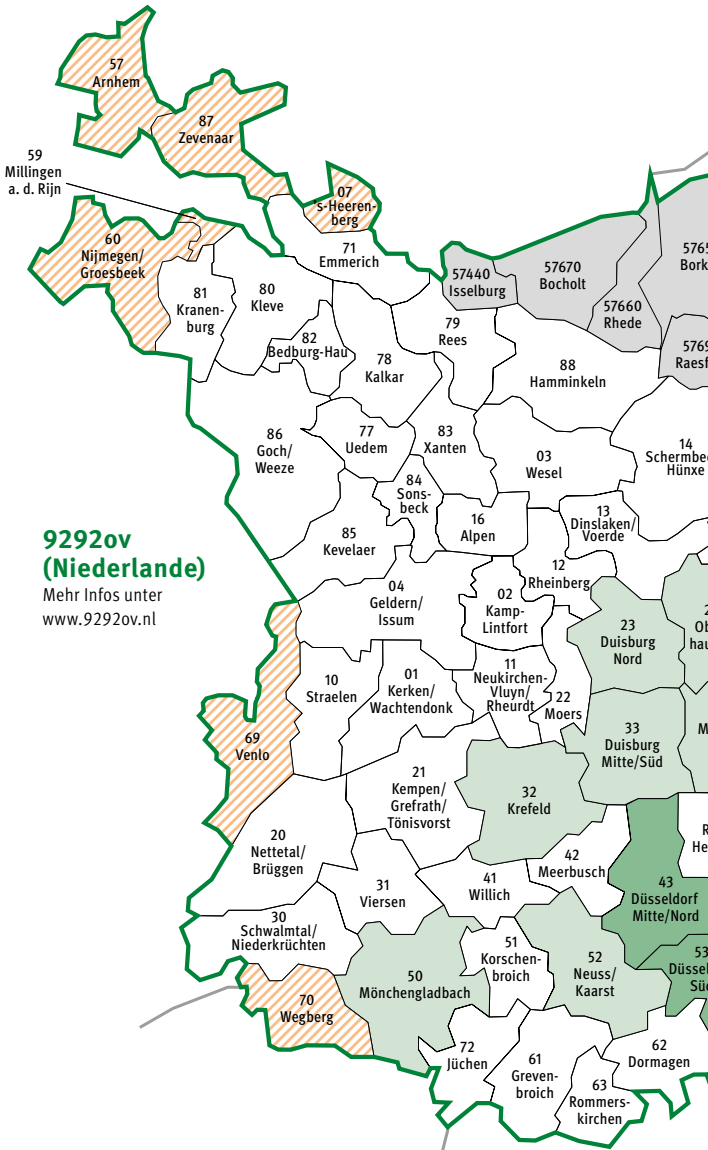 57
Arnhem
87
Zevenaar
59
Millingen
a. d. Rijn
07
's-Heeren-
berg
60
Nijmegen/
Groesbeek
71
Emmerich
57440
Isselburg
57670
Bocholt
57660
Rhede
81
Kranen-
burg
80
Kleve
82
Bedburg-Hau
78
Kalkar
79
Rees
88
Hamminkeln
86
Goch/
Weeze
77
Uedem
83
Xanten
03
Wesel
14
Hünxe
84
Sons-
beck
16
Alpen
13
Dinslaken/
Voerde
85
Kevelaer
12
Rheinberg
9292ov
(Niederlande)
Mehr Infos unter
www.9292ov.nl
04
Geldern/
Issum
02
Kamp-
Lintfort
23
Duisburg
Nord
10
Straelen
01
Kerken/
Wachtendonk
11
Neukirchen-
Vluyn/
Rheurdt
22
Moers
69
Venlo
33
Duisburg
Mitte/Süd
21
Kempen/
Grefrath/
Tönisvorst
32
Krefeld
20
Nettetal/
Brüggen
42
Meerbusch
31
Viersen
41
Willich
43
Düsseldorf
Mitte/Nord
30
Schwalmtal/
Niederkrüchten
51
Korschen-
broich
52
Neuss/
Kaarst
50
Mönchengladbach
70
Wegberg
72
Jüchen
61
Greven-
broich
62
Dormagen
63
Rommers-
kirchen